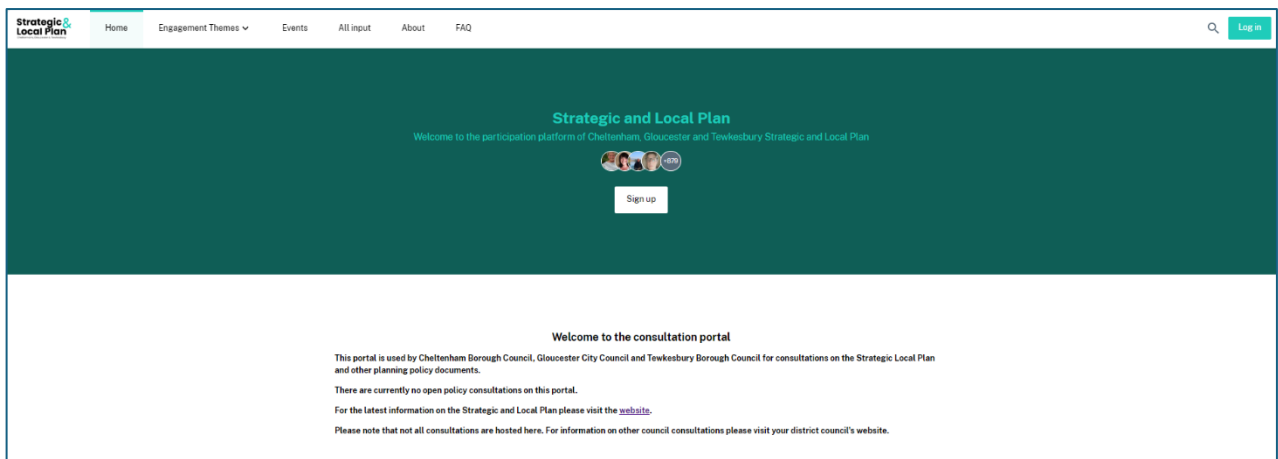 Strategic &
Local Plan
Home
Engagement Themes
Events
All input
About
FAQ
Log in
Strategic and Local Plan
Welcome to the participation platform of Cheltenham, Gloucester and Tewkesbury Strategic and Local Plan
+879
Sign up
Welcome to the consultation portal
This portal is used by Cheltenham Borough Council, Gloucester City Council and Tewkesbury Borough Council for consultations on the Strategic Local Plan
and other planning policy documents.
There are currently no open policy consultations on this portal.
For the latest information on the Strategic and Local Plan please visit the website.
Please note that not all consultations are hosted here. For information on other council consultations please visit your district council's website.